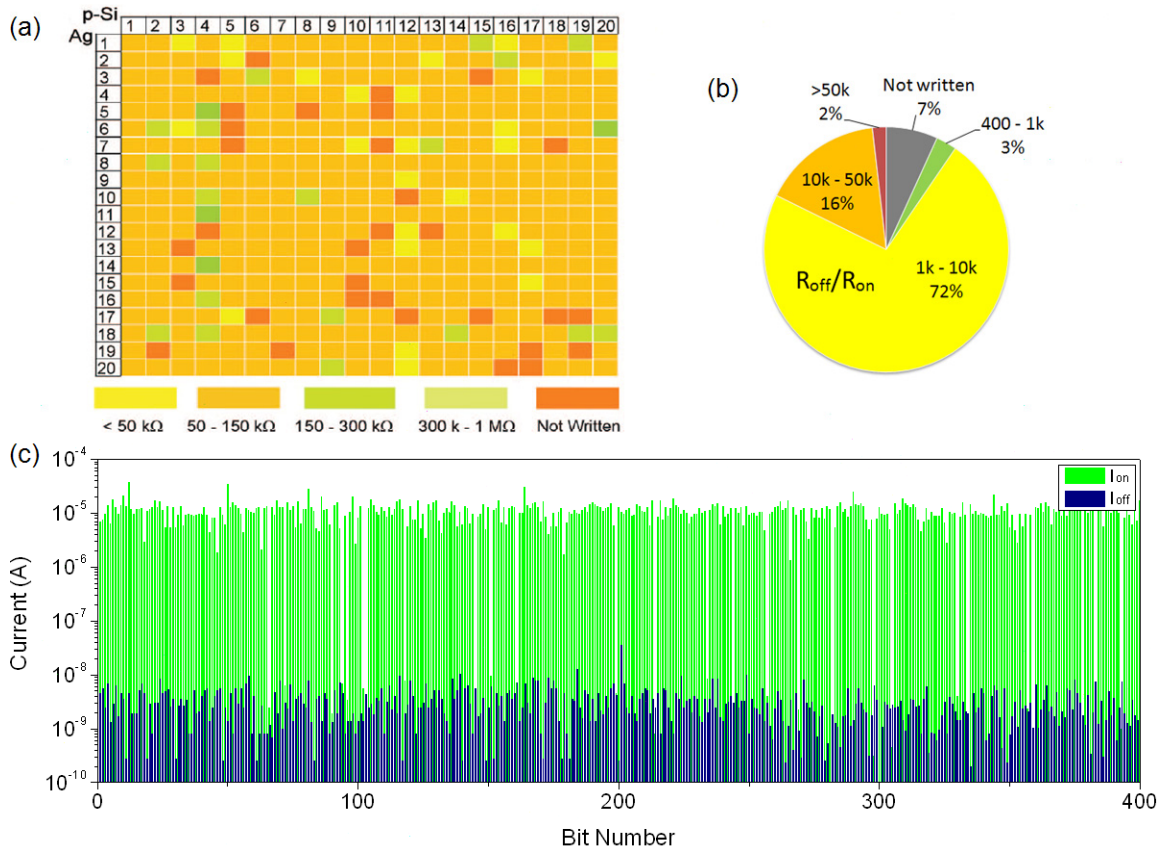 (a)
p-Si 1 2 3 4 5 6 7 8 9 10 11 12 13 14 15 16 17 18 19 20
Ag
1
2
3
4
5
6
7
8
9
10
11
12
13
14
15
16
17
18
19
20
< 50 kΩ 50 - 150 kΩ 150 - 300 kΩ 300 k - 1 MΩ Not Written
(b)
>50k
2%
Not written
7%
400 - 1k
3%
10k - 50k
16%
Roff/Ron
1k - 10k
72%
(c)
Ion
Ioff
Current (A)
10-4
10-5
10-6
10-7
10-8
10-9
10-10
0 100 200 300 400
Bit Number